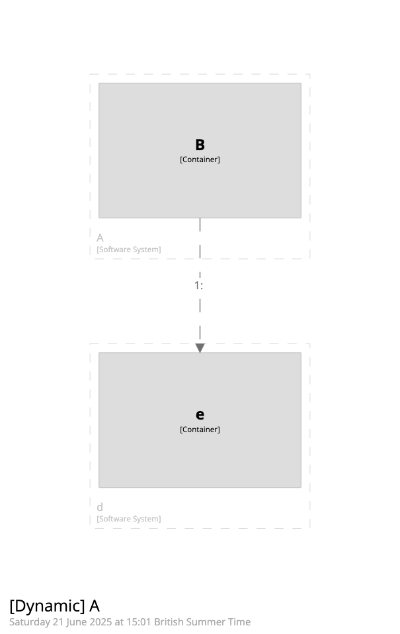 B
[Container]
A
[Software System]
1:
e
[Container]
d
[Software System]
[Dynamic] A
Saturday 21 June 2025 at 15:01 British Summer Time